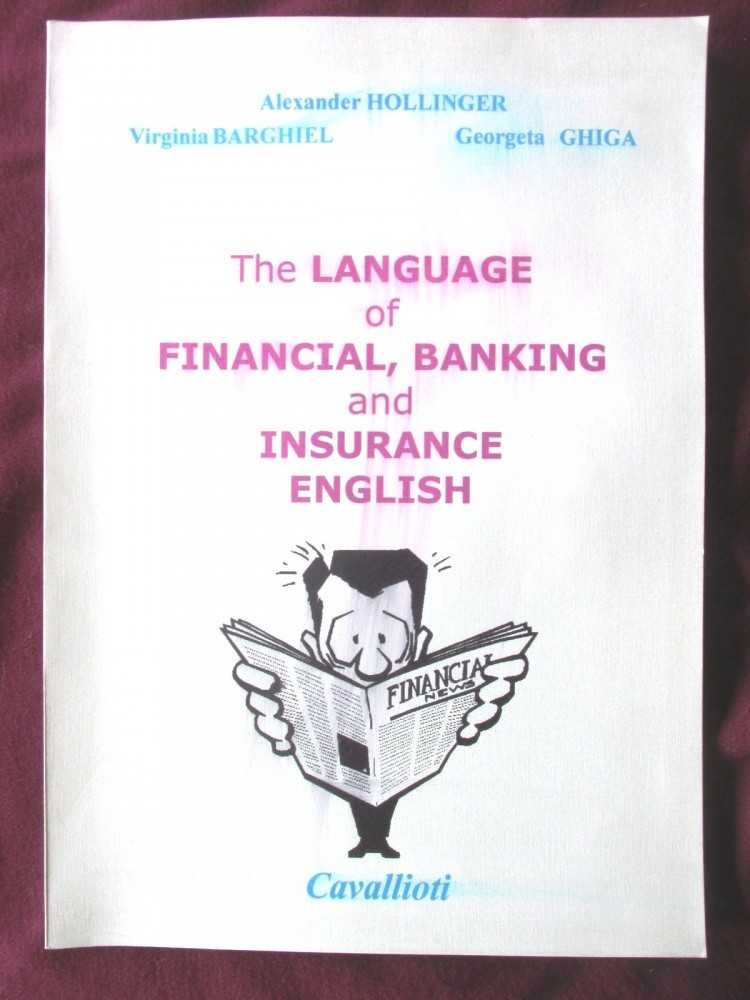 Alexander HOLLINGER
Virginia BARGHIEL Georgeta GHIGA
The LANGUAGE
of
FINANCIAL, BANKING
and
INSURANCE
ENGLISH
FINANCIAL
NEWS
Cavallioti